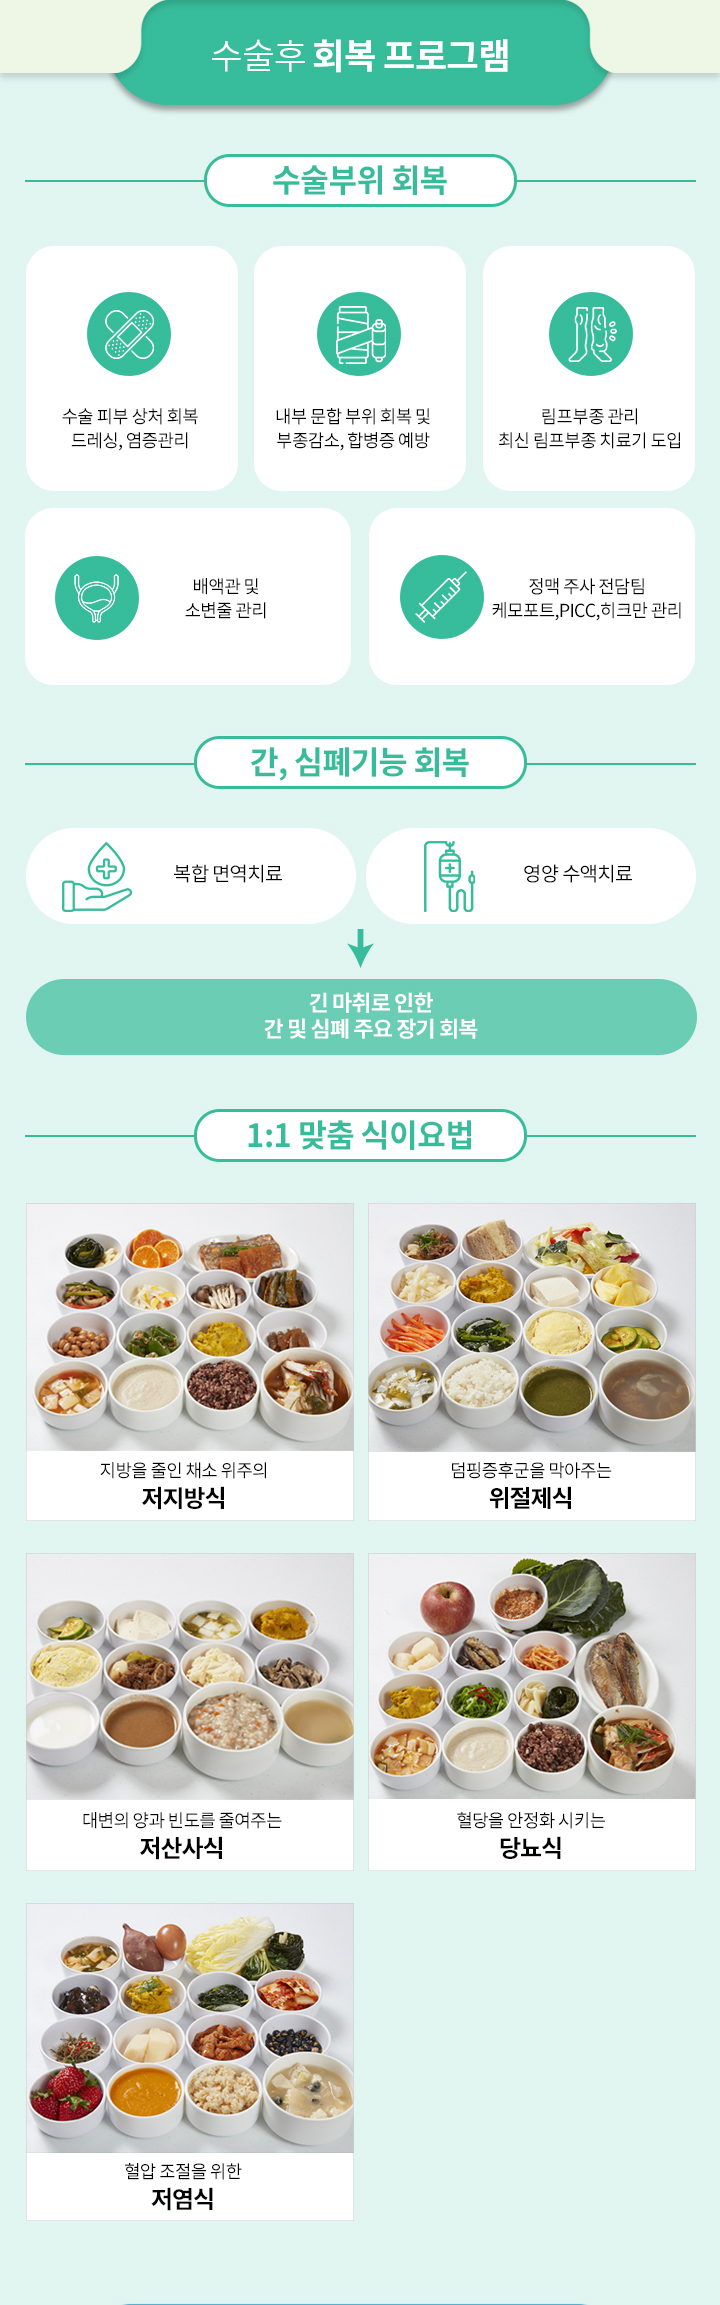 수술후 회복 프로그램
수술부위 회복
수술 피부 상처 회복
드레싱, 염증관리
내부 문합 부위 회복 및
부종감소, 합병증 예방
림프부종 관리
최신 림프부종 치료기 도입
배액관 및
소변줄 관리
정맥 주사 전담팀
케모포트,PICC,히크만 관리
간, 심폐기능 회복
복합 면역치료
영양 수액치료
긴 마취로 인한
간 및 심폐 주요 장기 회복
1:1 맞춤 식이요법
지방을 줄인 채소 위주의
저지방식
덤핑증후군을 막아주는
위절제식
대변의 양과 빈도를 줄여주는
저산사식
혈당을 안정화 시키는
당뇨식
혈압 조절을 위한
저염식